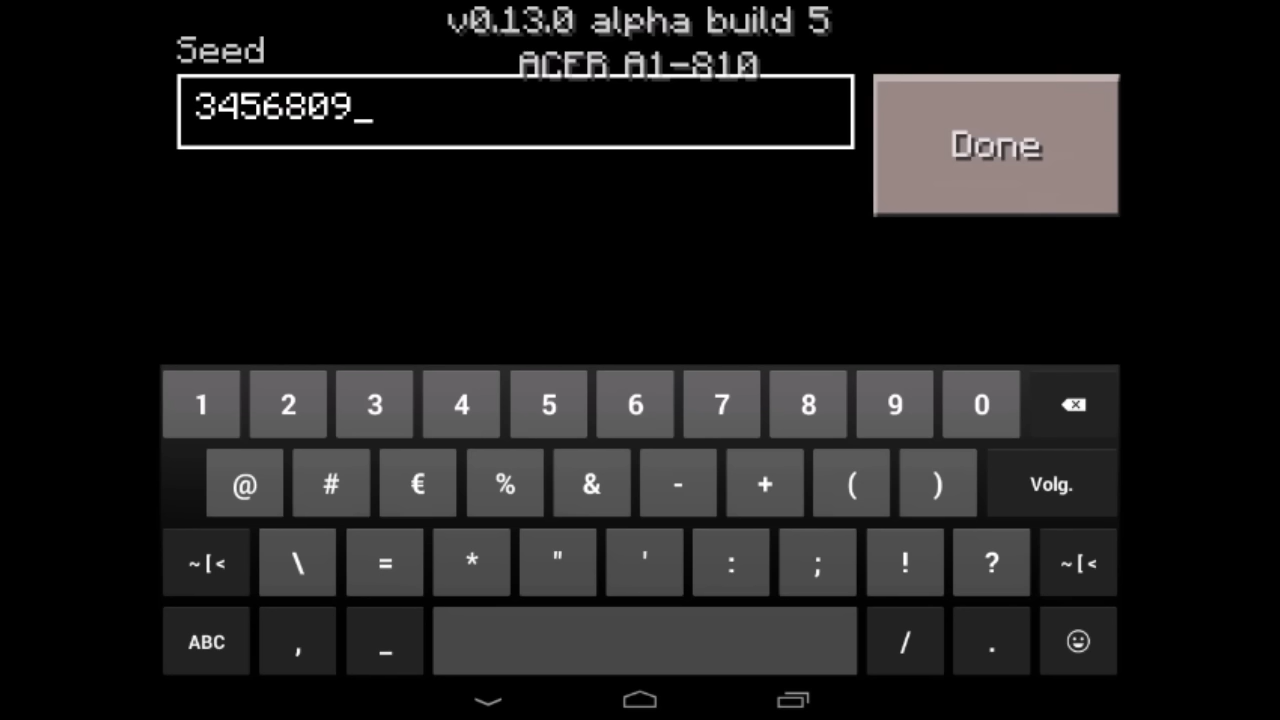 v0.13.0 alpha build 5
Seed
ACER A1-810
3456809_
Done
1 2 3 4 5 6 7 8 9 0
@ # € % & - + ( ) Volg.
~[< \ = * " ' : ; ! ? ~[<
ABC , _ / .